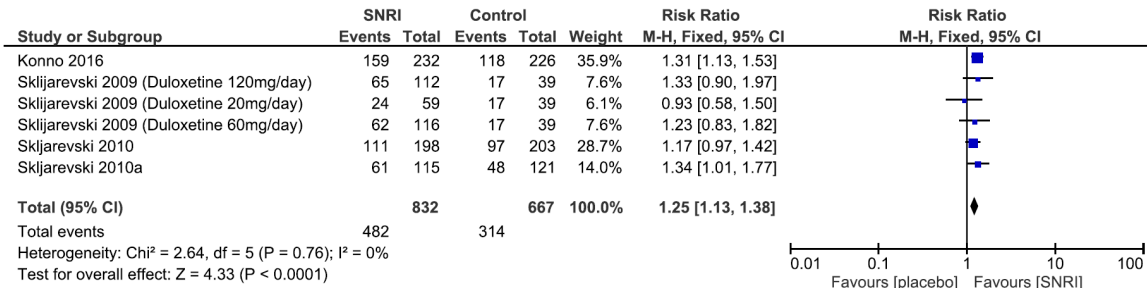 SNRI Control Risk Ratio Risk Ratio
Study or Subgroup Events Total Events Total Weight M-H, Fixed, 95% CI M-H, Fixed, 95% CI
Konno 2016 159 232 118 226 35.9% 1.31 [1.13, 1.53]
Sklijarevski 2009 (Duloxetine 120mg/day) 65 112 17 39 7.6% 1.33 [0.90, 1.97]
Sklijarevski 2009 (Duloxetine 20mg/day) 24 59 17 39 6.1% 0.93 [0.58, 1.50]
Sklijarevski 2009 (Duloxetine 60mg/day) 62 116 17 39 7.6% 1.23 [0.83, 1.82]
Skljarevski 2010 111 198 97 203 28.7% 1.17 [0.97, 1.42]
Skljarevski 2010a 61 115 48 121 14.0% 1.34 [1.01, 1.77]
Total (95% CI) 832 667 100.0% 1.25 [1.13, 1.38]
Total events 482 314
Heterogeneity: Chi² = 2.64, df = 5 (P = 0.76); I² = 0%
Test for overall effect: Z = 4.33 (P < 0.0001)
0.01 0.1 1 10 100
Favours [placebo] Favours [SNRI]